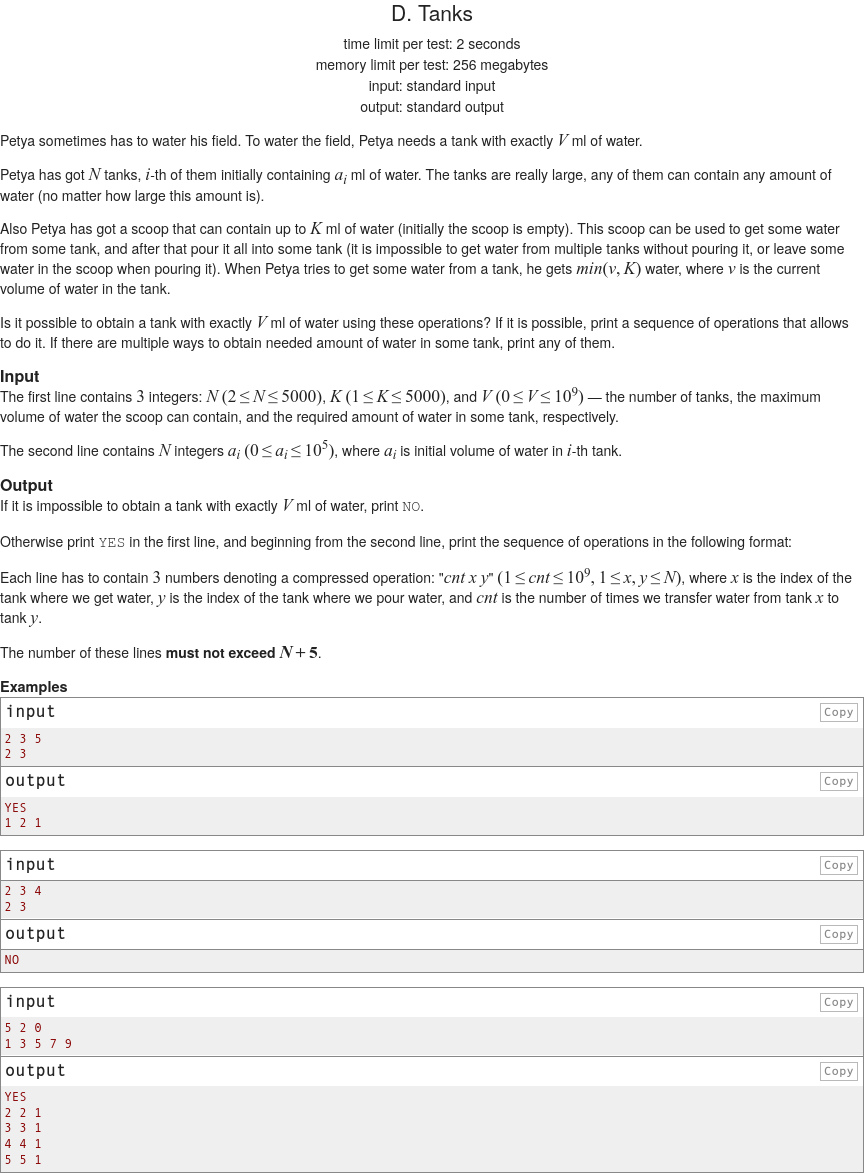 D. Tanks
time limit per test: 2 seconds
memory limit per test: 256 megabytes
input: standard input
output: standard output
Petya sometimes has to water his field. To water the field, Petya needs a tank with exactly V ml of water.
Petya has got N tanks, i-th of them initially containing a_i ml of water. The tanks are really large, any of them can contain any amount of
water (no matter how large this amount is).
Also Petya has got a scoop that can contain up to K ml of water (initially the scoop is empty). This scoop can be used to get some water
from some tank, and after that pour it all into some tank (it is impossible to get water from multiple tanks without pouring it, or leave some
water in the scoop when pouring it). When Petya tries to get some water from a tank, he gets min(v, K) water, where v is the current
volume of water in the tank.
Is it possible to obtain a tank with exactly V ml of water using these operations? If it is possible, print a sequence of operations that allows
to do it. If there are multiple ways to obtain needed amount of water in some tank, print any of them.
Input
The first line contains 3 integers: N (2 ≤ N ≤ 5000), K (1 ≤ K ≤ 5000), and V (0 ≤ V ≤ 10^9) — the number of tanks, the maximum
volume of water the scoop can contain, and the required amount of water in some tank, respectively.
The second line contains N integers a_i (0 ≤ a_i ≤ 10^5), where a_i is initial volume of water in i-th tank.
Output
If it is impossible to obtain a tank with exactly V ml of water, print NO.
Otherwise print YES in the first line, and beginning from the second line, print the sequence of operations in the following format:
Each line has to contain 3 numbers denoting a compressed operation: "cnt x y" (1 ≤ cnt ≤ 10^9, 1 ≤ x, y ≤ N), where x is the index of the
tank where we get water, y is the index of the tank where we pour water, and cnt is the number of times we transfer water from tank x to
tank y.
The number of these lines must not exceed N + 5.
Examples
input Copy
2 3 5
2 3
output Copy
YES
1 2 1
input Copy
2 3 4
2 3
output Copy
NO
input Copy
5 2 0
1 3 5 7 9
output Copy
YES
2 2 1
3 3 1
4 4 1
5 5 1